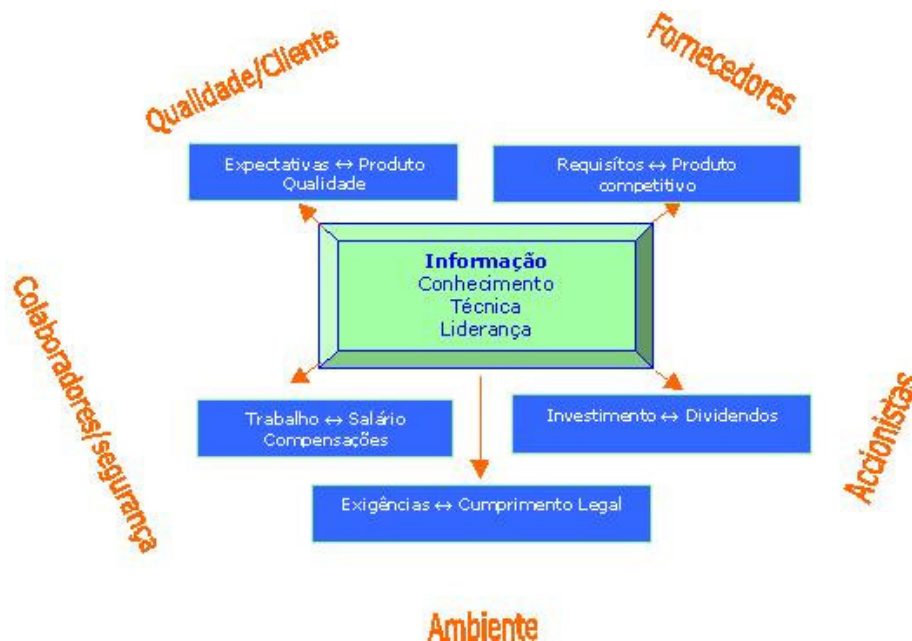 Qualidade/Cliente
Fornecedores
Expectativas ↔ Produto
Qualidade
Requisítos ↔ Produto
competitivo
Informação
Conhecimento
Técnica
Liderança
Colaboradores/segurança
Trabalho ↔ Salário
Compensações
Investimento ↔ Dividendos
Accionistas
Exigências ↔ Cumprimento Legal
Ambiente